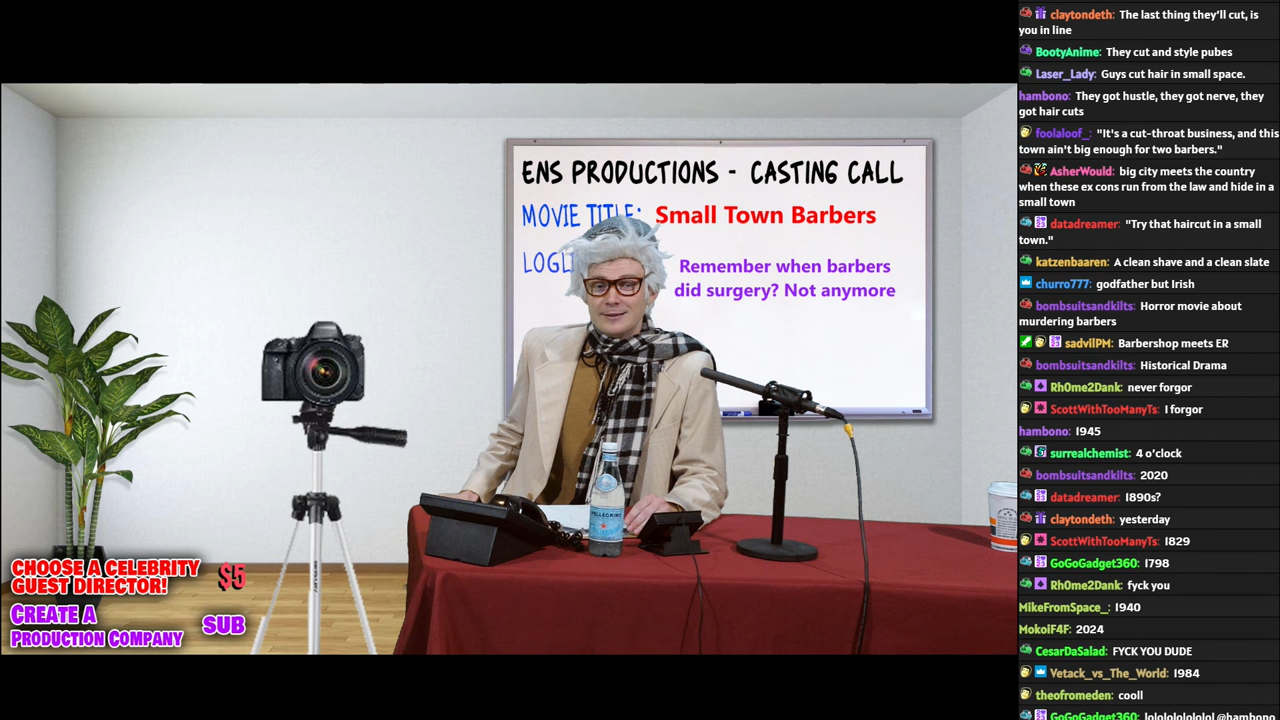 ENS PRODUCTIONS - CASTING CALL
MOVIE TITLE: Small Town Barbers
Remember when barbers
did surgery? Not anymore
PELLEGRINO
CHOOSE A CELEBRITY
GUEST DIRECTOR!
$5
CREATE A
PRODUCTION COMPANY
SUB
claytondeth: The last thing they'll cut, is
you in line
BootyAnime: They cut and style pubes
Laser_Lady: Guys cut hair in small space.
hambono: They got hustle, they got nerve, they
got hair cuts
foolaloof_: "It's a cut-throat business, and this
town ain't big enough for two barbers."
AsherWould: big city meets the country
when these ex cons run from the law and hide in a
small town
datadreamer: "Try that haircut in a small
town."
katzenbaaren: A clean shave and a clean slate
churro777: godfather but Irish
bombsuitsandkilts: Horror movie about
murdering barbers
sadvilPM: Barbershop meets ER
bombsuitsandkilts: Historical Drama
Rh0me2Dank: never forgor
ScottWithTooManyTs: I forgor
hambono: 1945
surrealchemist: 4 o'clock
bombsuitsandkilts: 2020
datadreamer: 1890s?
claytondeth: yesterday
ScottWithTooManyTs: 1829
GoGoGadget360: 1798
Rh0me2Dank: fyck you
MikeFromSpace_: 1940
MokoiF4F: 2024
CesarDaSalad: FYCK YOU DUDE
Vetack_vs_The_World: 1984
theofromeden: cooll